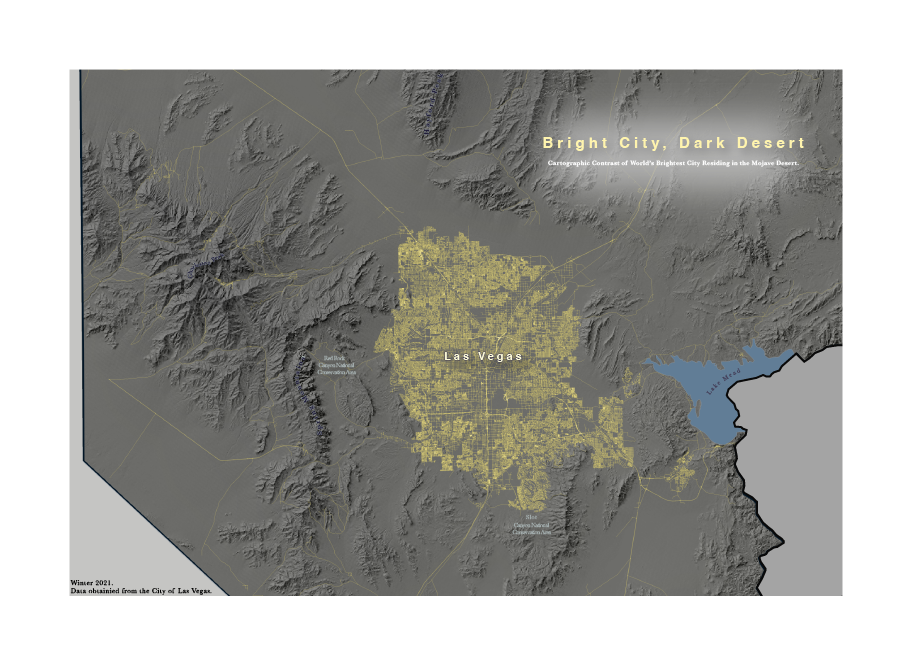 Bright City, Dark Desert
Cartographic Contrast of World's Brightest City Residing in the Mojave Desert.
Las Vegas
Red Rock
Canyon National
Conservation Area
Lake Mead
Sloan
Canyon National
Conservation Area
Winter 2021.
Data obtainied from the City of Las Vegas.